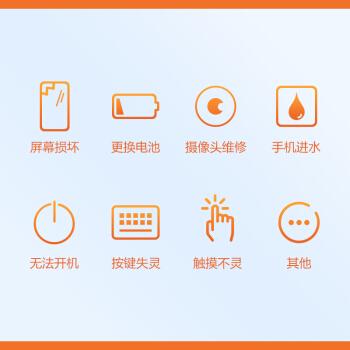 屏幕损坏
更换电池
摄像头维修
手机进水
无法开机
按键失灵
触摸不灵
其他